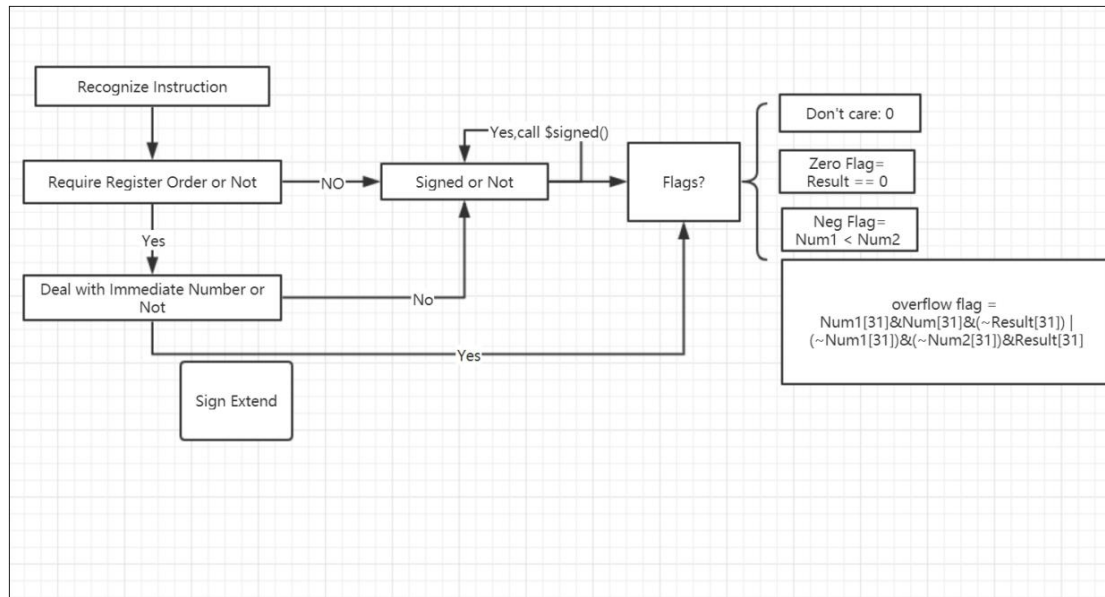 Recognize Instruction
Require Register Order or Not
NO
Yes,call $signed()
Signed or Not
Flags?
Don't care: 0
Zero Flag=
Result == 0
Neg Flag=
Num1 < Num2
Yes
Deal with Immediate Number or
Not
No
overflow flag =
Num1[31]&Num[31]&(~Result[31]) |
(~Num1[31])&(~Num2[31])&Result[31]
Yes
Sign Extend